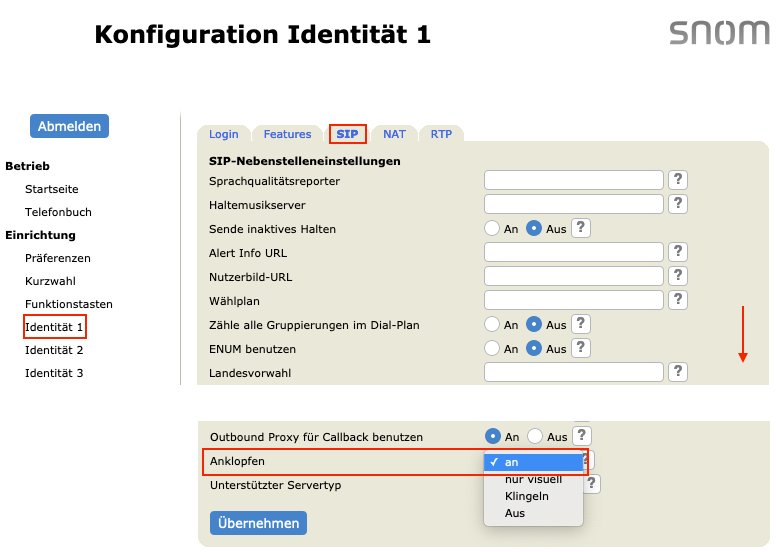 Konfiguration Identität 1
snom
Abmelden
Betrieb
Startseite
Telefonbuch
Einrichtung
Präferenzen
Kurzwahl
Funktionstasten
Identität 1
Identität 2
Identität 3
Login Features SIP NAT RTP
SIP-Nebenstelleneinstellungen
Sprachqualitätsreporter ?
Haltemusikserver ?
Sende inaktives Halten An Aus ?
Alert Info URL ?
Nutzerbild-URL ?
Wählplan ?
Zähle alle Gruppierungen im Dial-Plan An Aus ?
ENUM benutzen An Aus ?
Landesvorwahl ?
Outbound Proxy für Callback benutzen An Aus ?
Anklopfen ✓ an ?
nur visuell
Unterstützter Servertyp ?
Klingeln
Aus
Übernehmen